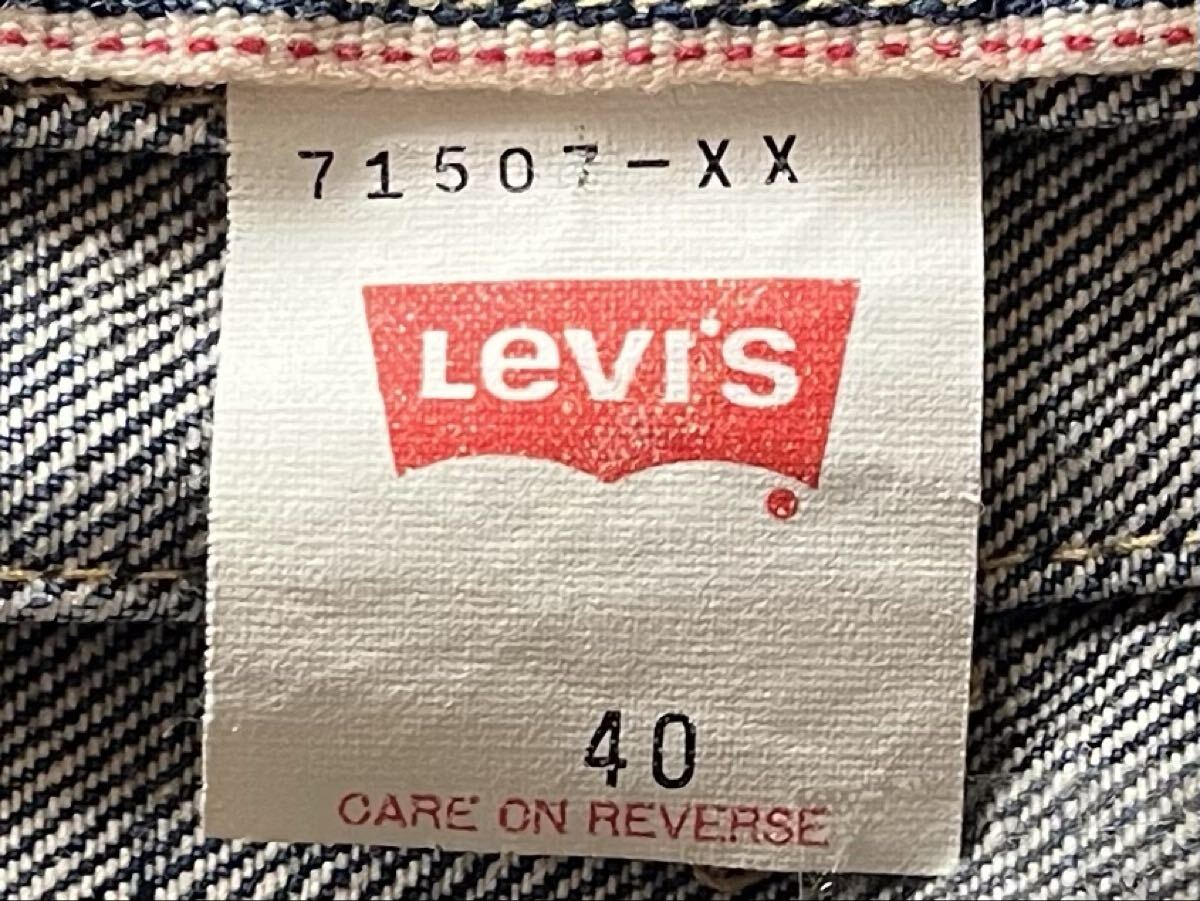 71507-XX
Levi's
®
40
CARE ON REVERSE